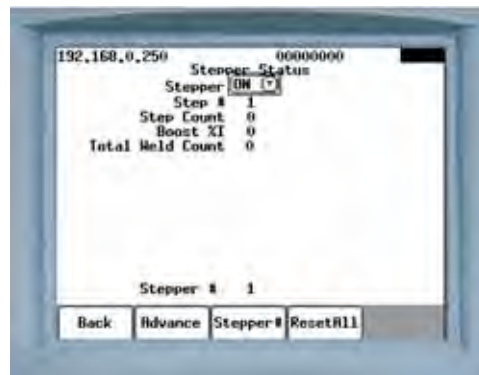 192.168.0.250 00000000
Stepper Status
Stepper ON
Step # 1
Step Count 0
Boost %I 0
Total Weld Count 0
Stepper # 1
Back Advance Stepper# ResetAll